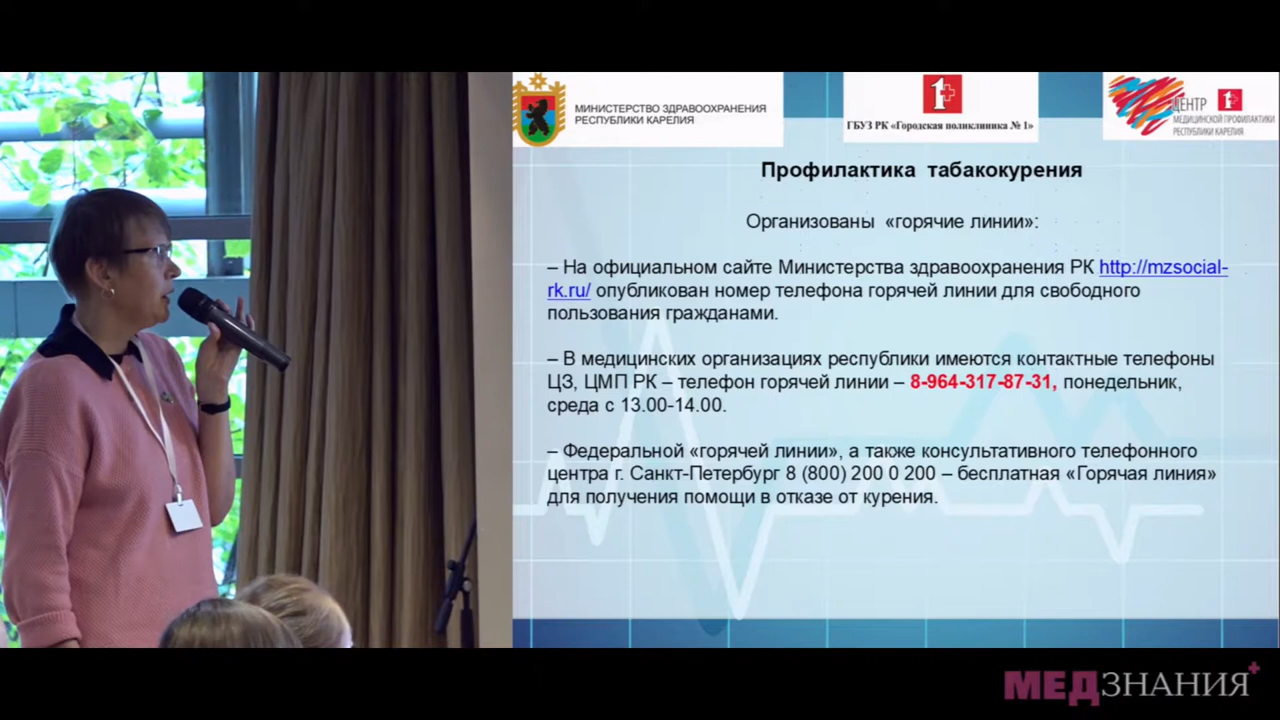 МИНИСТЕРСТВО ЗДРАВООХРАНЕНИЯ
РЕСПУБЛИКИ КАРЕЛИЯ
1
ГБУЗ РК «Городская поликлиника № 1»
ЦЕНТР
1
МЕДИЦИНСКОЙ ПРОФИЛАКТИКИ
РЕСПУБЛИКИ КАРЕЛИЯ
Профилактика табакокурения
Организованы «горячие линии»:
– На официальном сайте Министерства здравоохранения РК http://mzsocial-
rk.ru/ опубликован номер телефона горячей линии для свободного
пользования гражданами.
– В медицинских организациях республики имеются контактные телефоны
ЦЗ, ЦМП РК – телефон горячей линии – 8-964-317-87-31, понедельник,
среда с 13.00-14.00.
– Федеральной «горячей линии», а также консультативного телефонного
центра г. Санкт-Петербург 8 (800) 200 0 200 – бесплатная «Горячая линия»
для получения помощи в отказе от курения.
МЕДЗНАНИЯ+